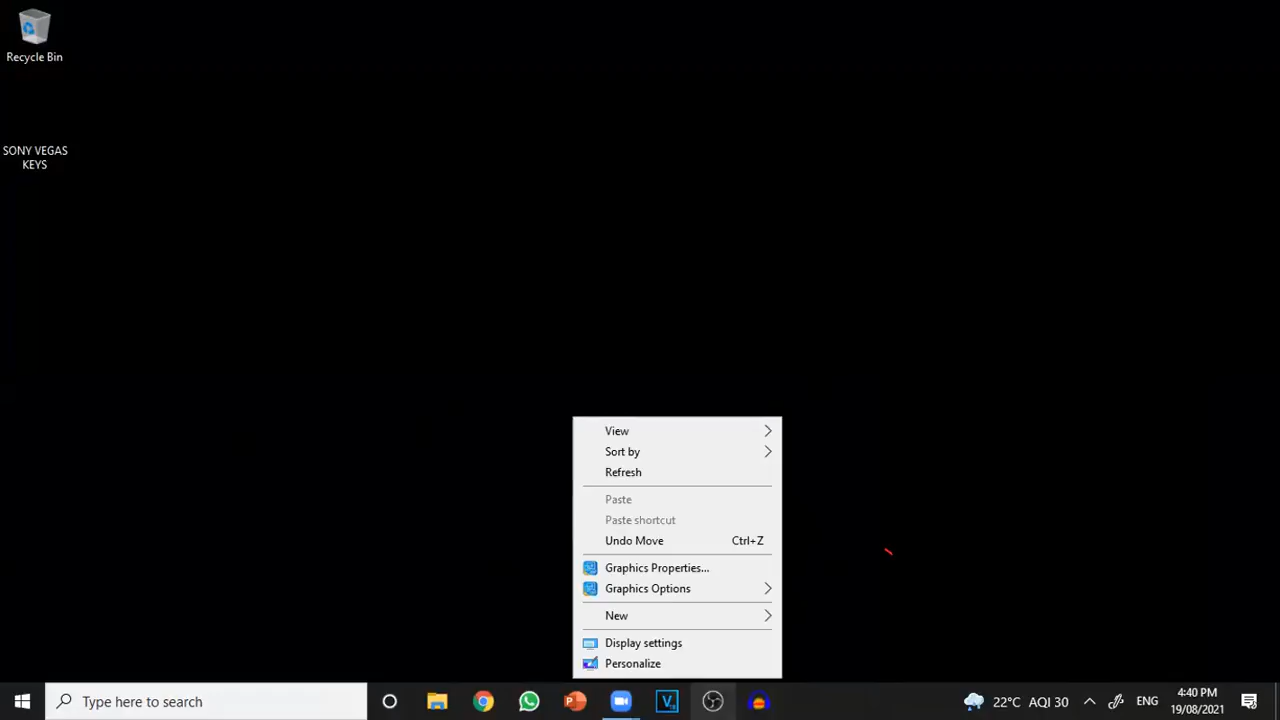 Recycle Bin
SONY VEGAS
KEYS
View
Sort by
Refresh
Paste
Paste shortcut
Undo Move Ctrl+Z
Graphics Properties...
Graphics Options
New
Display settings
Personalize
Type here to search
22°C AQI 30
ENG
4:40 PM
19/08/2021